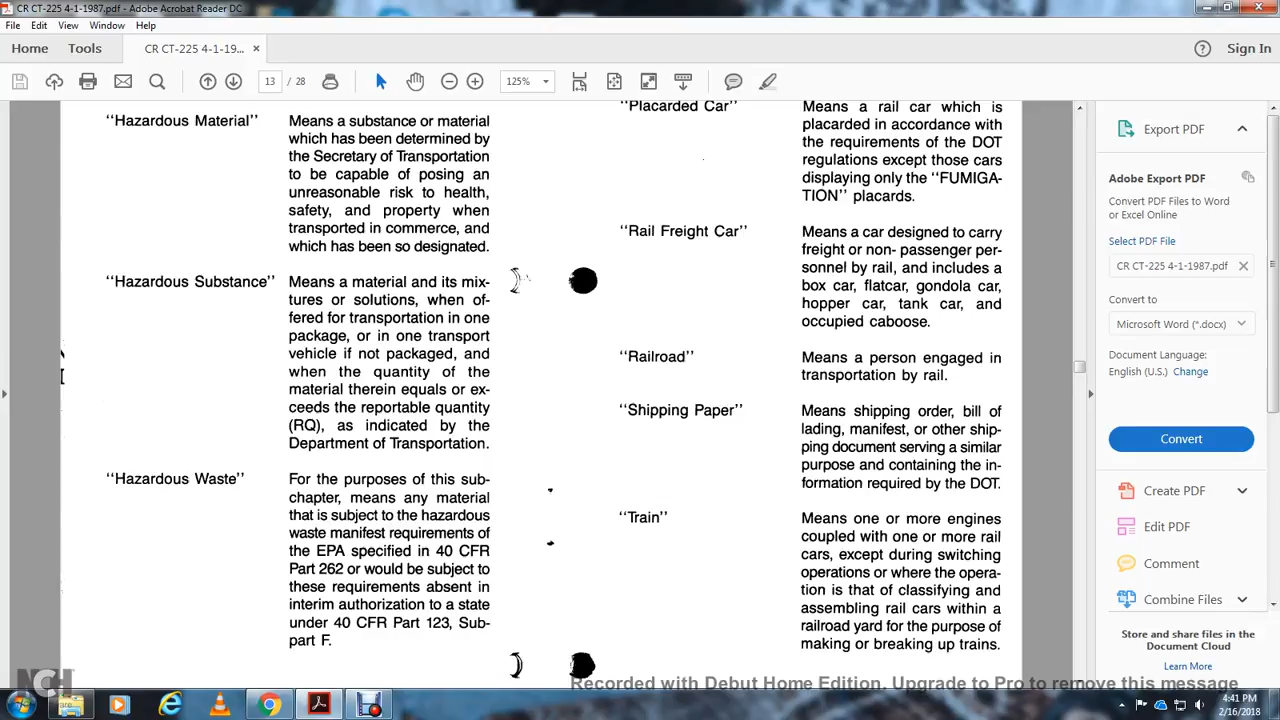 CR CT-225 4-1-1987.pdf - Adobe Acrobat Reader DC
File Edit View Window Help
Home Tools CR CT-225 4-1-19... × Sign In
13 / 28 125%
"Hazardous Material" Means a substance or material
which has been determined by
the Secretary of Transportation
to be capable of posing an
unreasonable risk to health,
safety, and property when
transported in commerce, and
which has been so designated.
"Hazardous Substance" Means a material and its mix-
tures or solutions, when of-
fered for transportation in one
package, or in one transport
vehicle if not packaged, and
when the quantity of the
material therein equals or ex-
ceeds the reportable quantity
(RQ), as indicated by the
Department of Transportation.
"Hazardous Waste" For the purposes of this sub-
chapter, means any material
that is subject to the hazardous
waste manifest requirements of
the EPA specified in 40 CFR
Part 262 or would be subject to
these requirements absent in
interim authorization to a state
under 40 CFR Part 123, Sub-
part F.
"Placarded Car" Means a rail car which is
placarded in accordance with
the requirements of the DOT
regulations except those cars
displaying only the "FUMIGA-
TION" placards.
"Rail Freight Car" Means a car designed to carry
freight or non- passenger per-
sonnel by rail, and includes a
box car, flatcar, gondola car,
hopper car, tank car, and
occupied caboose.
"Railroad" Means a person engaged in
transportation by rail.
"Shipping Paper" Means shipping order, bill of
lading, manifest, or other ship-
ping document serving a similar
purpose and containing the in-
formation required by the DOT.
"Train" Means one or more engines
coupled with one or more rail
cars, except during switching
operations or where the opera-
tion is that of classifying and
assembling rail cars within a
railroad yard for the purpose of
making or breaking up trains.
Export PDF
Adobe Export PDF
Convert PDF Files to Word
or Excel Online
Select PDF File
CR CT-225 4-1-1987.pdf
Convert to
Microsoft Word (*.docx)
Document Language:
English (U.S.) Change
Convert
Create PDF
Edit PDF
Comment
Combine Files
Store and share files in the
Document Cloud
Learn More
NCH
Recorded with Debut Home Edition. Upgrade to Pro to remove this message
4:41 PM
2/16/2018